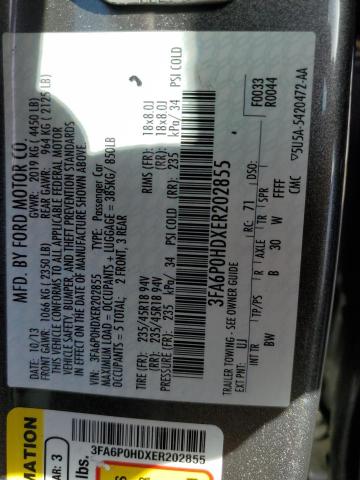 MFD. BY FORD MOTOR CO.
10/13 GVWR: 2019 KG ( 4450 LB)
FRONT GAWR: 1066 KG ( 2350 LB) REAR GAWR: 964 KG ( 2125 LB)
THIS VEHICLE CONFORMS TO ALL APPLICABLE FEDERAL MOTOR
VEHICLE SAFETY, BUMPER, AND THEFT PREVENTION STANDARDS
IN EFFECT ON THE DATE OF MANUFACTURE SHOWN ABOVE.
VIN: 3FA6P0HDXER202855 TYPE: Passenger Car
MAX. LOAD=OCCUPANTS + LUGGAGE = 385KG/ 850LB
OCCUPANTS = 5 TOTAL: 2 FRONT, 3 REAR
TIRE (FR): 235/45R18 94V RIMS (FR): 18x8.0J
(RR): 235/45R18 94V (RR): 18x8.0J
PRESSURE (FR): 235 kPa/ 34 PSI COLD (RR): 235 kPa/ 34 PSI COLD
3FA6P0HDXER202855
F0033
R0044
TRAILER TOWING - SEE OWNER GUIDE
EXT PNT: UJ RC: 71 DSO:
INT TR TP/PS R AXLE TR SPR
BW B 30 W FFFF
CMC ▽5U5A-5420472-AA
MATION
AR: 3
lbs.
3FA6P0HDXER202855